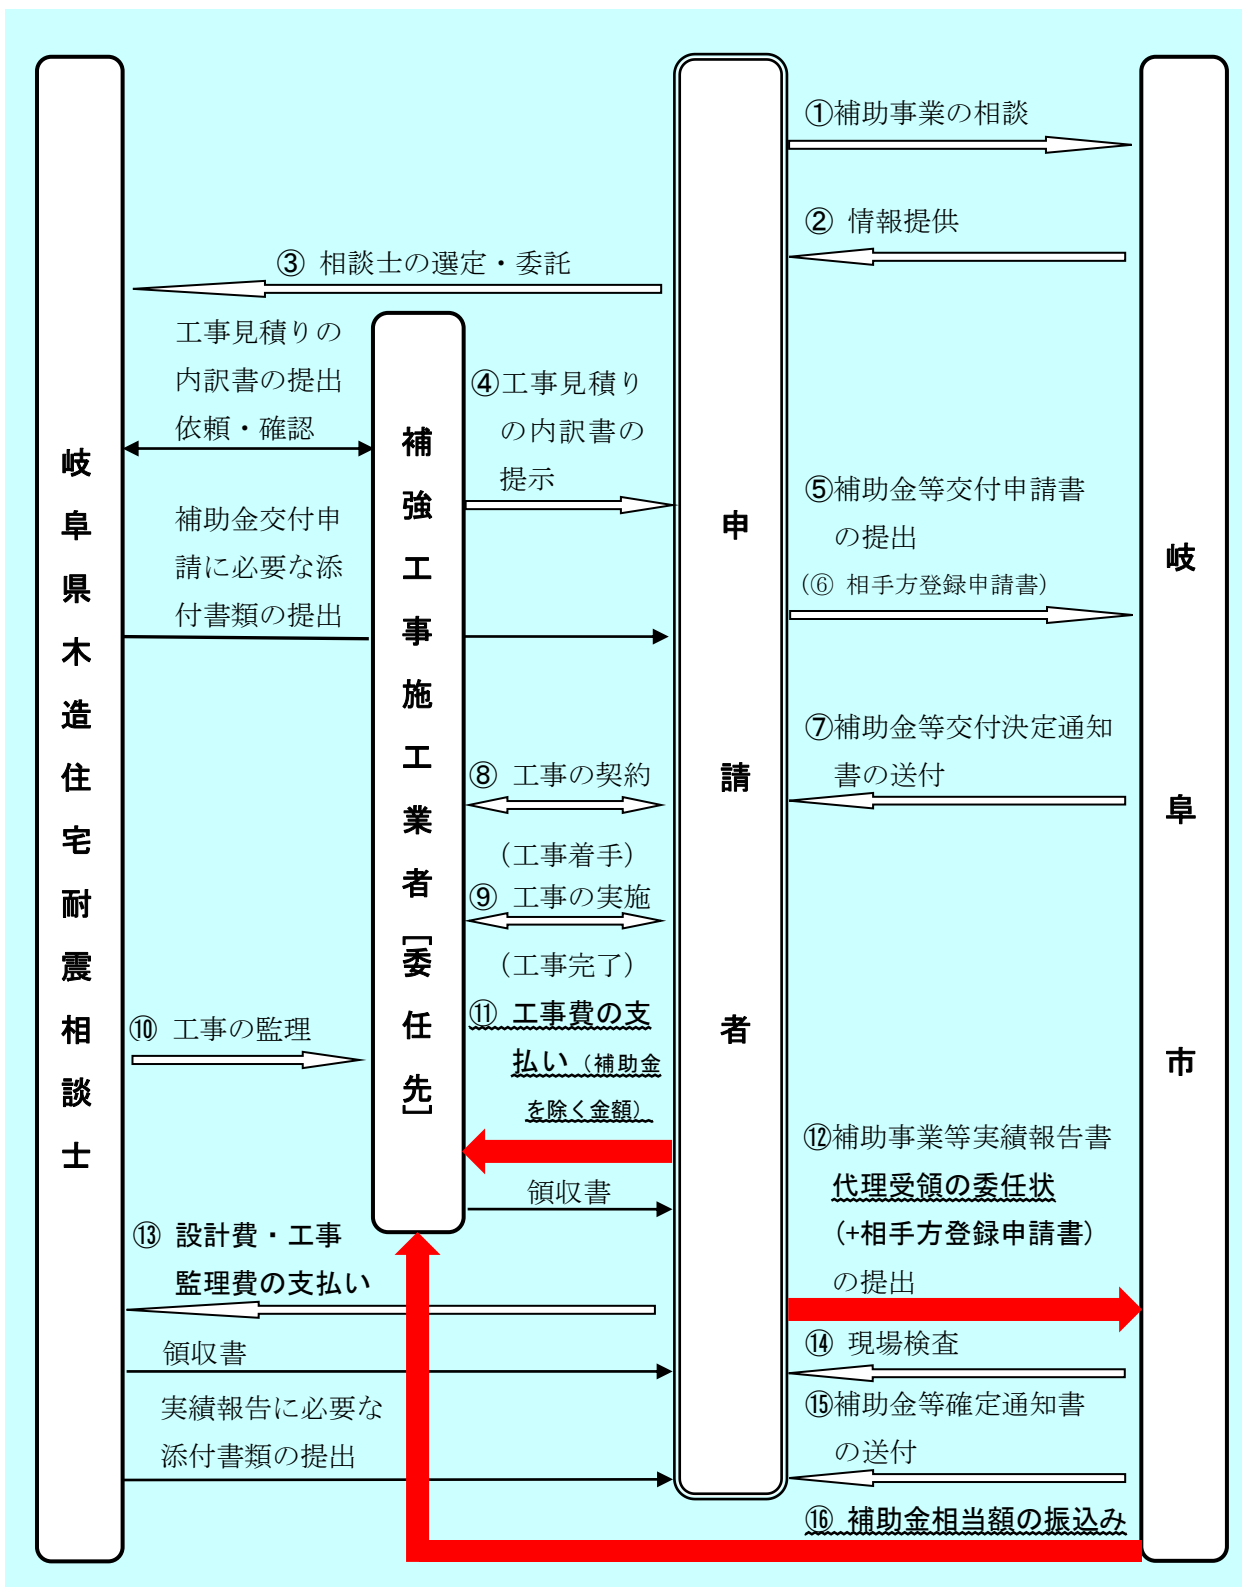 ①補助事業の相談
② 情報提供
③ 相談士の選定・委託
工事見積りの
内訳書の提出
依頼・確認
④工事見積り
の内訳書の
提示
補助金交付申
請に必要な添
付書類の提出
⑤補助金等交付申請書
の提出
(⑥ 相手方登録申請書)
⑦補助金等交付決定通知
書の送付
⑧ 工事の契約
(工事着手)
⑨ 工事の実施
(工事完了)
⑩ 工事の監理
⑪ 工事費の支
払い(補助金
を除く金額)
領収書
⑫補助事業等実績報告書
代理受領の委任状
(+相手方登録申請書)
の提出
⑬ 設計費・工事
監理費の支払い
領収書
⑭ 現場検査
実績報告に必要な
添付書類の提出
⑮補助金等確定通知書
の送付
⑯ 補助金相当額の振込み
岐阜県木造住宅耐震相談士
補強工事施工業者[委任先]
申請者
岐阜市